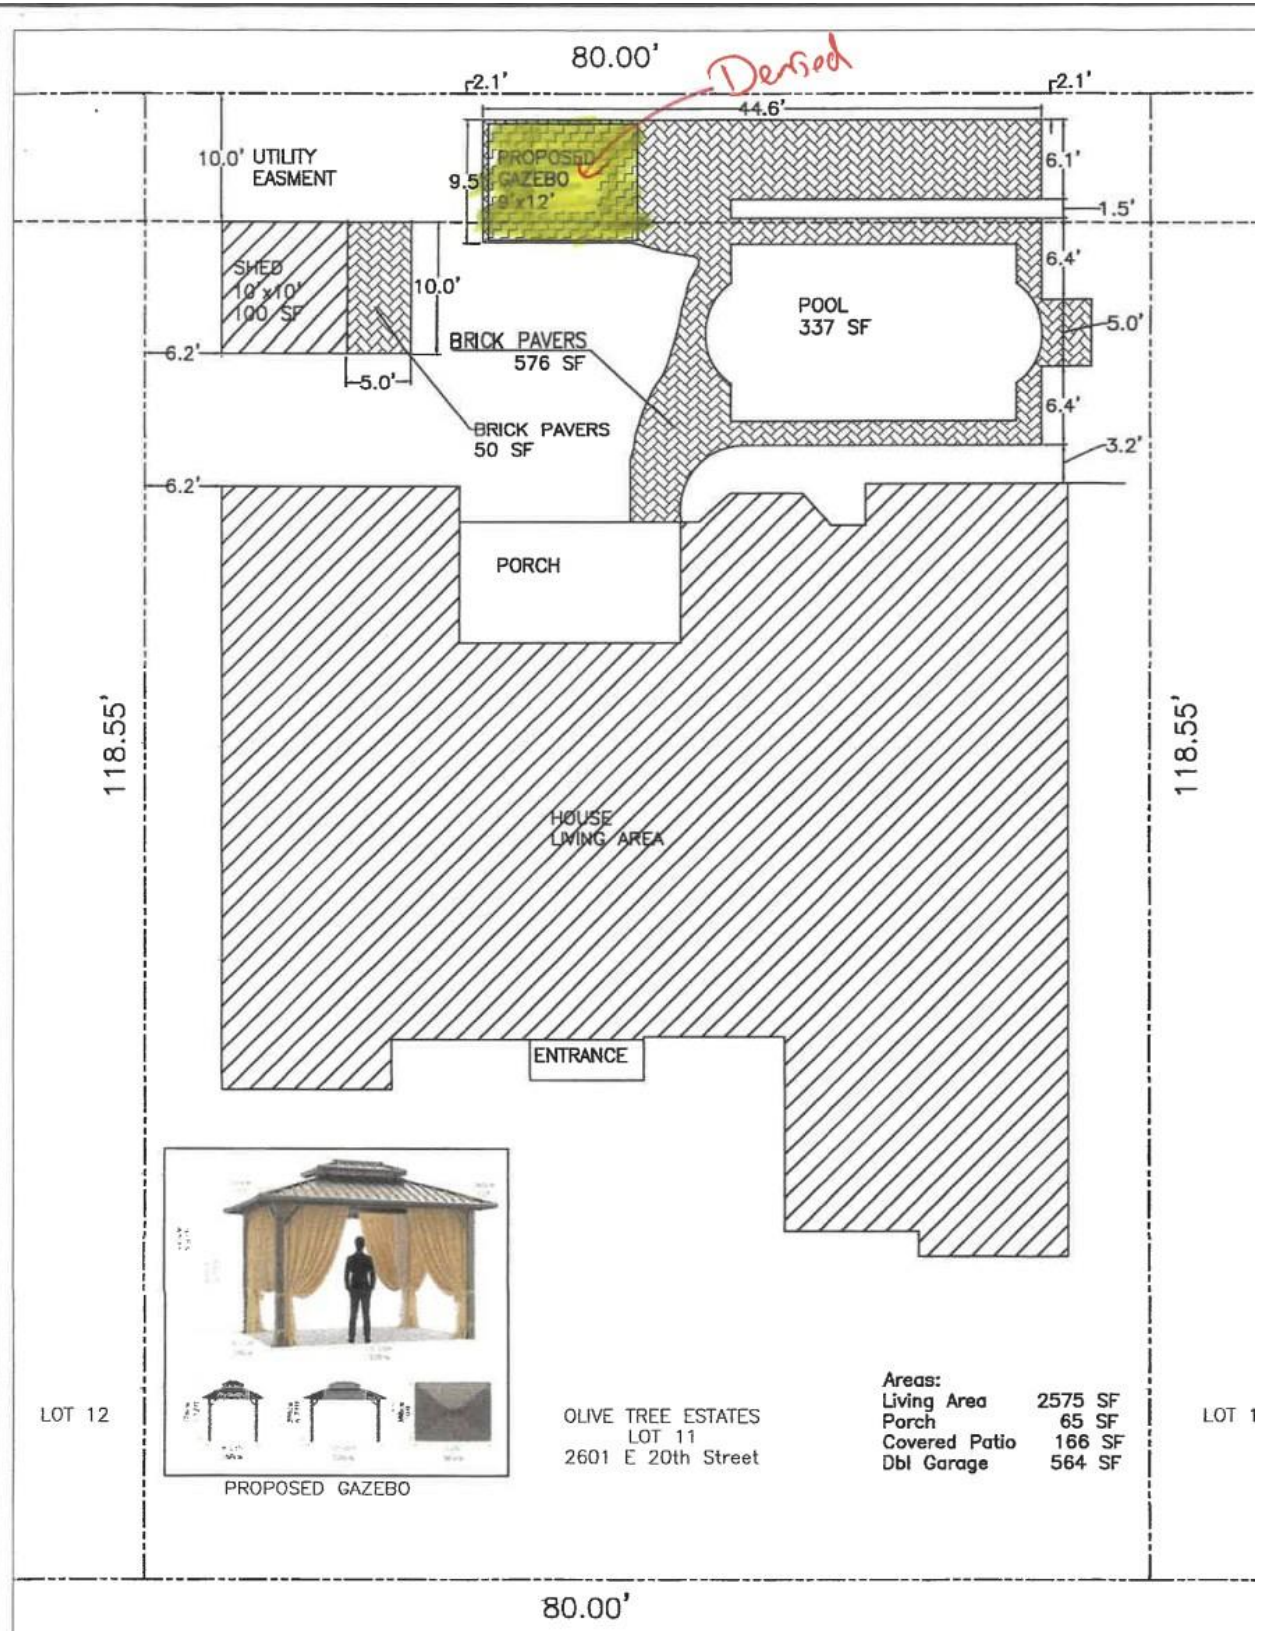 80.00'
Denied
2.1'
2.1'
44.6'
10.0' UTILITY
EASMENT
PROPOSED
GAZEBO
9'x12'
9.5'
6.1'
1.5'
SHED
10'x10'
100 SF
10.0'
6.4'
POOL
337 SF
5.0'
BRICK PAVERS
576 SF
6.2'
5.0'
6.4'
BRICK PAVERS
50 SF
3.2'
6.2'
PORCH
118.55'
118.55'
HOUSE
LIVING AREA
ENTRANCE
LOT 12
PROPOSED GAZEBO
OLIVE TREE ESTATES
LOT 11
2601 E 20th Street
Areas:
Living Area 2575 SF
Porch 65 SF
Covered Patio 166 SF
Dbl Garage 564 SF
LOT 1
80.00'